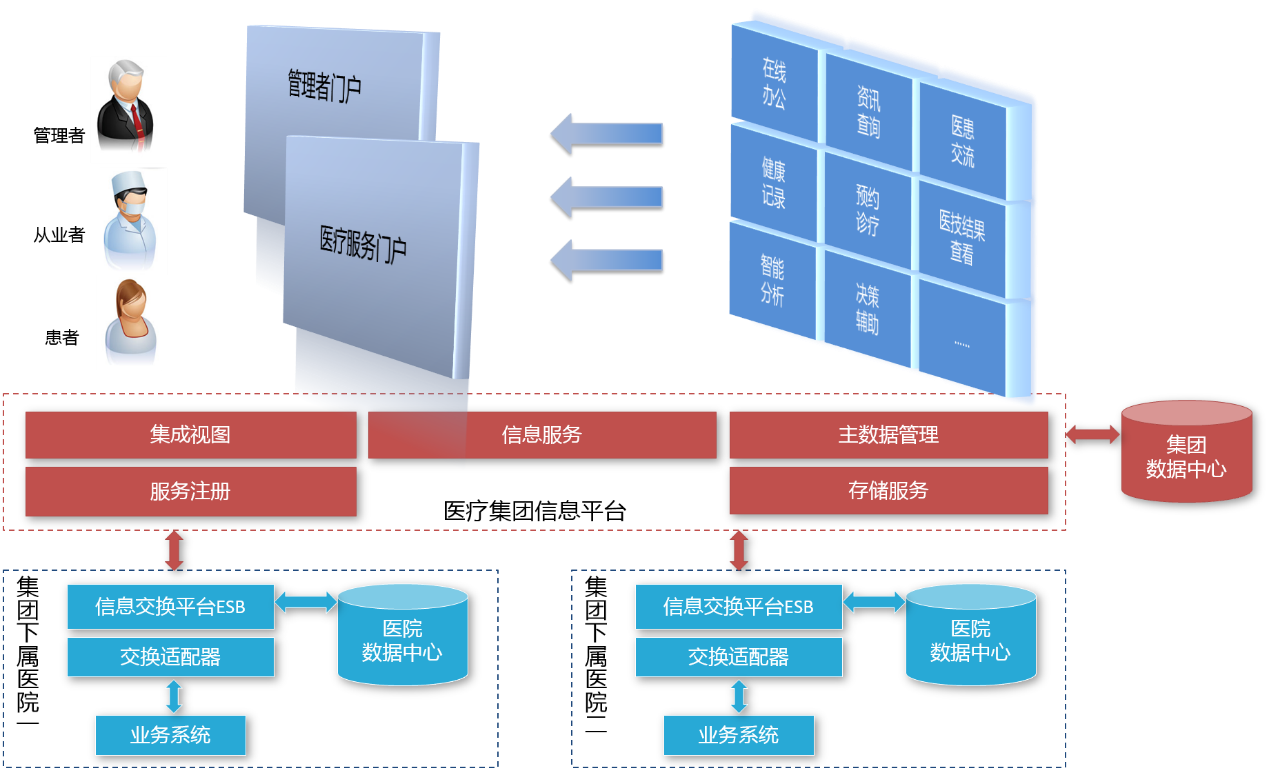 管理者
从业者
患者
管理者门户
医疗服务门户
在线
办公
资讯
查询
医患
交流
健康
记录
预约
诊疗
医技结果
查看
智能
分析
决策
辅助
......
集成视图
信息服务
主数据管理
服务注册
存储服务
医疗集团信息平台
集团
数据中心
集团下属医院一
信息交换平台ESB
交换适配器
业务系统
医院
数据中心
集团下属医院二
信息交换平台ESB
交换适配器
业务系统
医院
数据中心